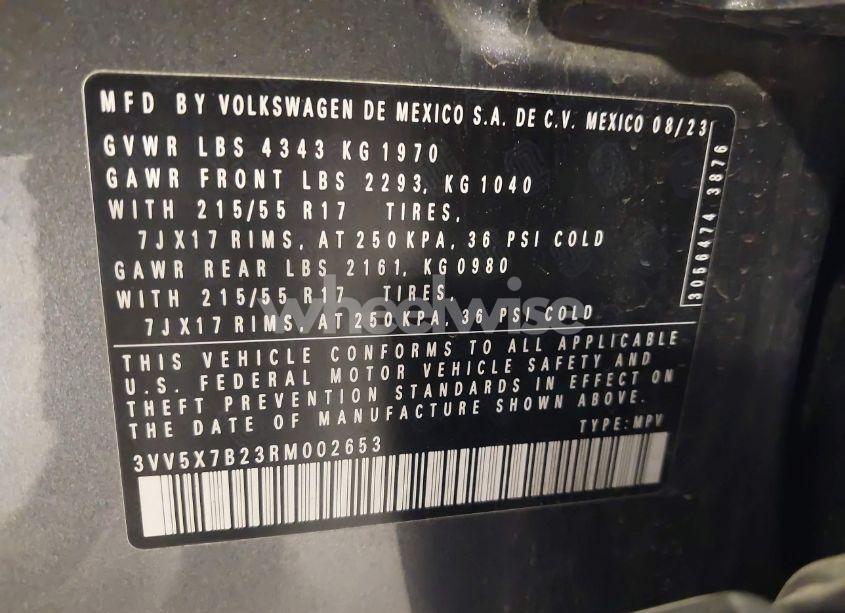 MFD BY VOLKSWAGEN DE MEXICO S.A. DE C.V. MEXICO 08/23
GVWR LBS 4343 KG 1970
GAWR FRONT LBS 2293, KG 1040
WITH 215/55 R17 TIRES,
7JX17 RIMS, AT 250 KPA, 36 PSI COLD
GAWR REAR LBS 2161, KG 0980
WITH 215/55 R17 TIRES,
7JX17 RIMS, AT 250 KPA, 36 PSI COLD
3056474 3876
wheelwise
THIS VEHICLE CONFORMS TO ALL APPLICABLE
U.S. FEDERAL MOTOR VEHICLE SAFETY AND
THEFT PREVENTION STANDARDS IN EFFECT ON
THE DATE OF MANUFACTURE SHOWN ABOVE.
TYPE: MPV
3VV5X7B23RM002653